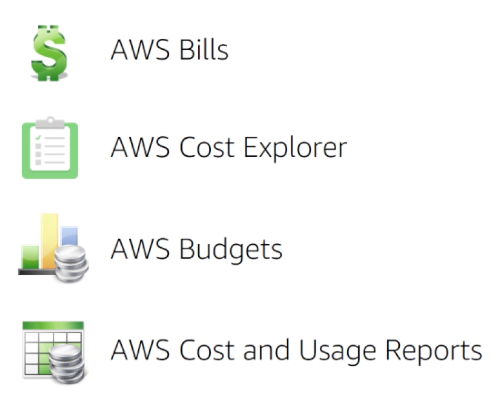 AWS Bills
AWS Cost Explorer
AWS Budgets
AWS Cost and Usage Reports